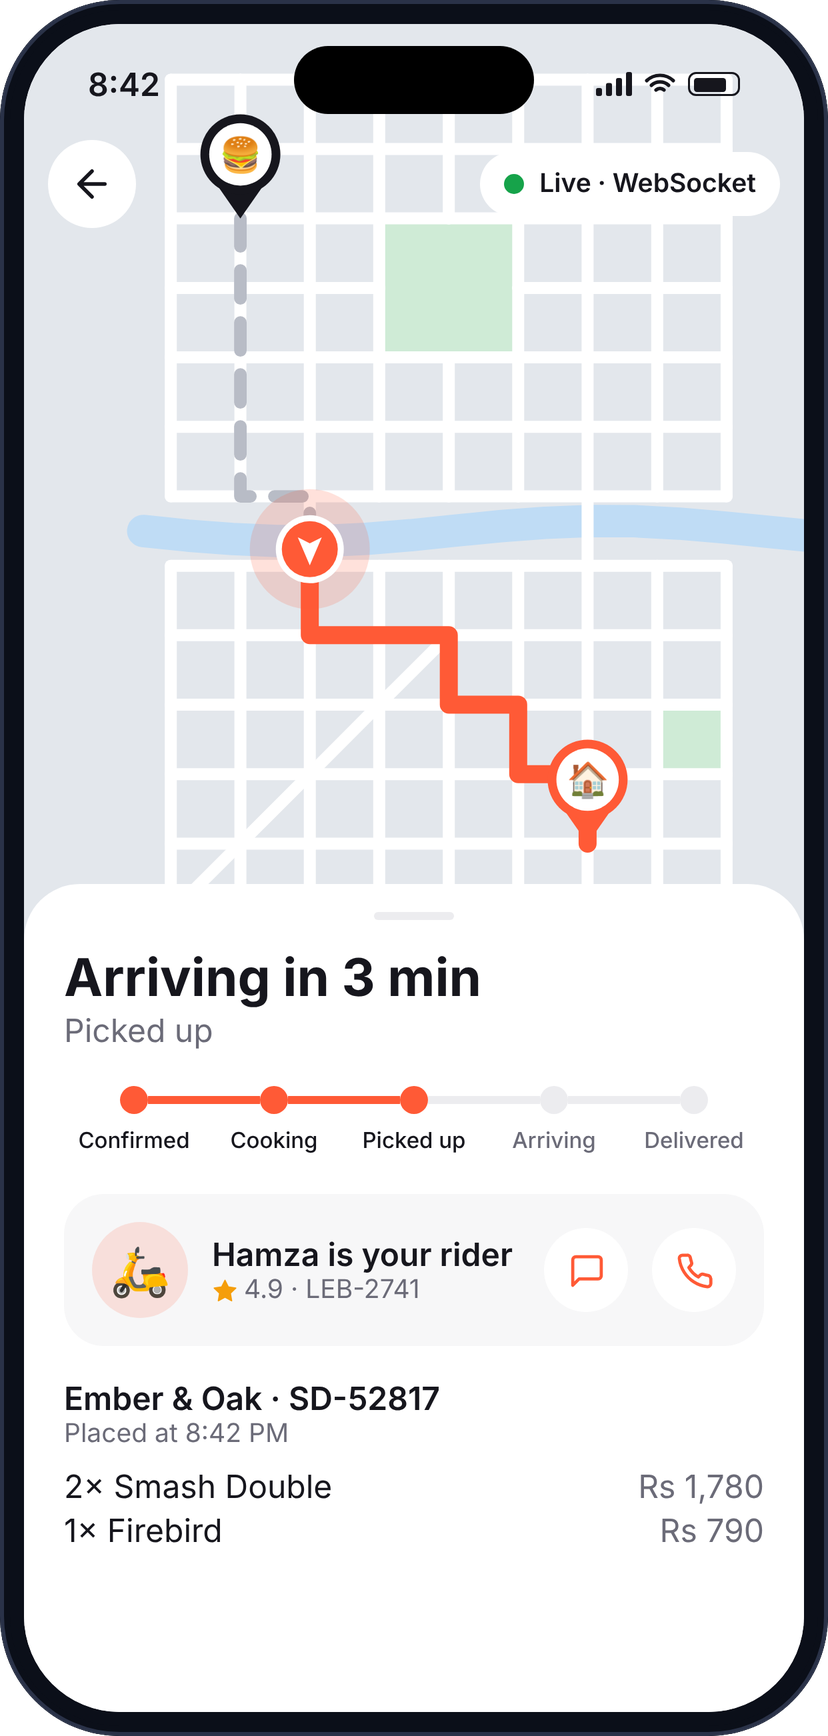 8:42
Live · WebSocket
Arriving in 3 min
Picked up
Confirmed Cooking Picked up Arriving Delivered
Hamza is your rider
4.9 · LEB-2741
Ember & Oak · SD-52817
Placed at 8:42 PM
2× Smash Double Rs 1,780
1× Firebird Rs 790